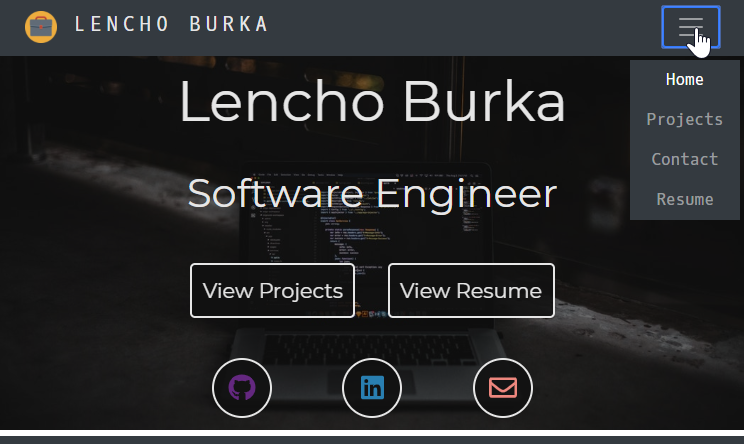 LENCHO BURKA
Home
Projects
Contact
Resume
Lencho Burka
Software Engineer
View Projects
View Resume
in